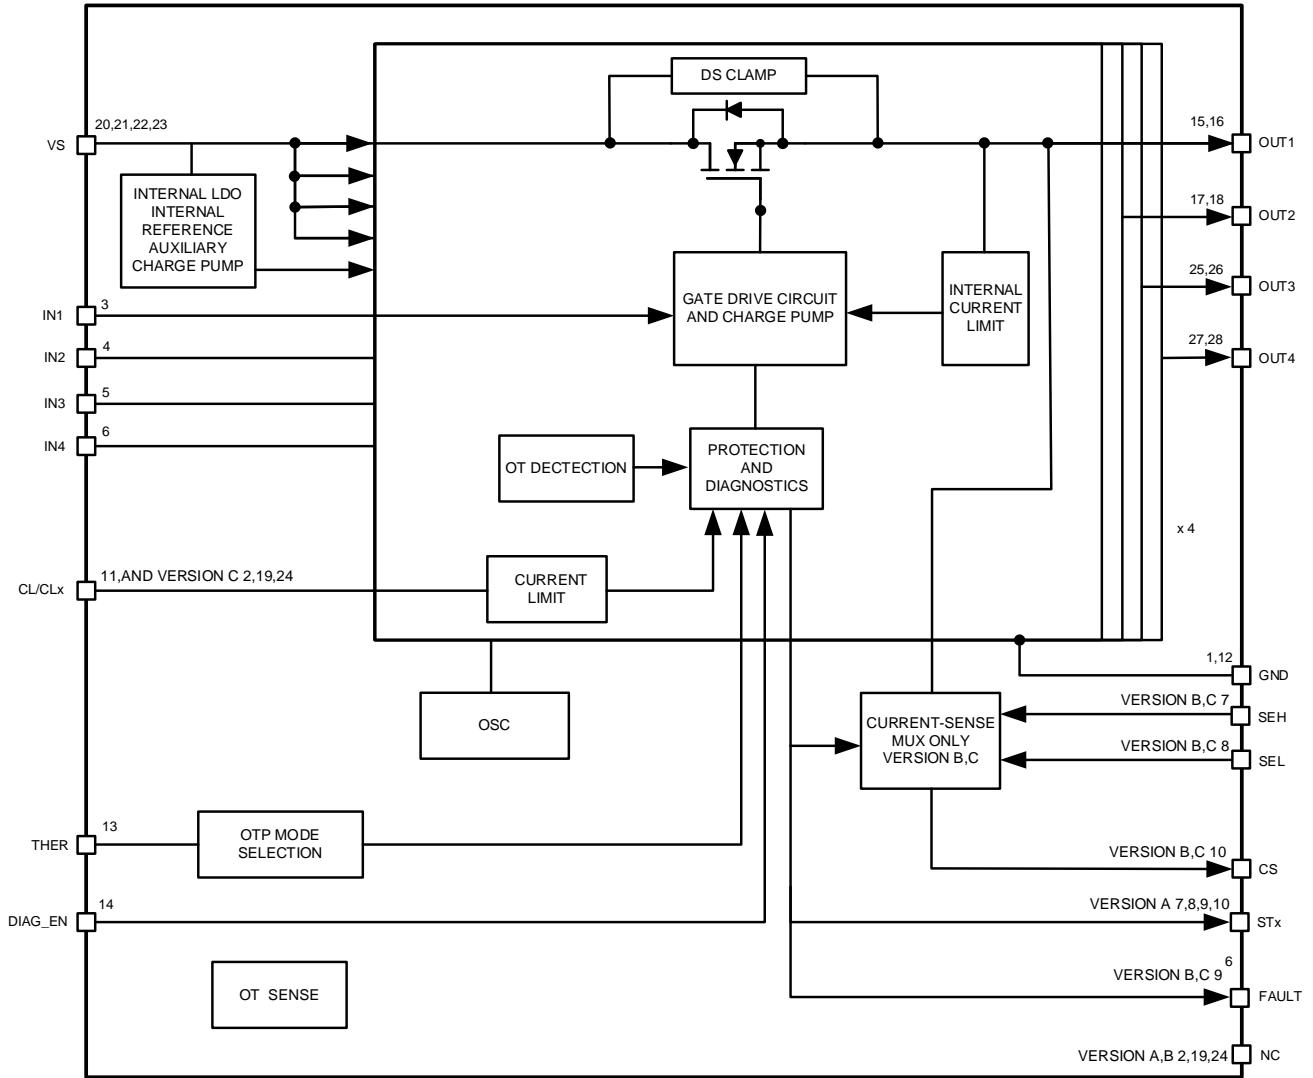 DS CLAMP
20,21,22,23
VS
15,16
OUT1
INTERNAL LDO
INTERNAL
REFERENCE
AUXILIARY
CHARGE PUMP
17,18
OUT2
GATE DRIVE CIRCUIT
AND CHARGE PUMP
INTERNAL
CURRENT
LIMIT
25,26
OUT3
3
IN1
4
IN2
27,28
OUT4
5
IN3
6
IN4
OT DECTECTION
PROTECTION
AND
DIAGNOSTICS
x 4
11,AND VERSION C 2,19,24
CL/CLx
CURRENT
LIMIT
1,12
GND
VERSION B,C 7
SEH
OSC
CURRENT-SENSE
MUX ONLY
VERSION B,C
VERSION B,C 8
SEL
13
THER
OTP MODE
SELECTION
VERSION B,C 10
CS
14
DIAG_EN
VERSION A 7,8,9,10
STx
OT SENSE
6
VERSION B,C 9
FAULT
VERSION A,B 2,19,24
NC